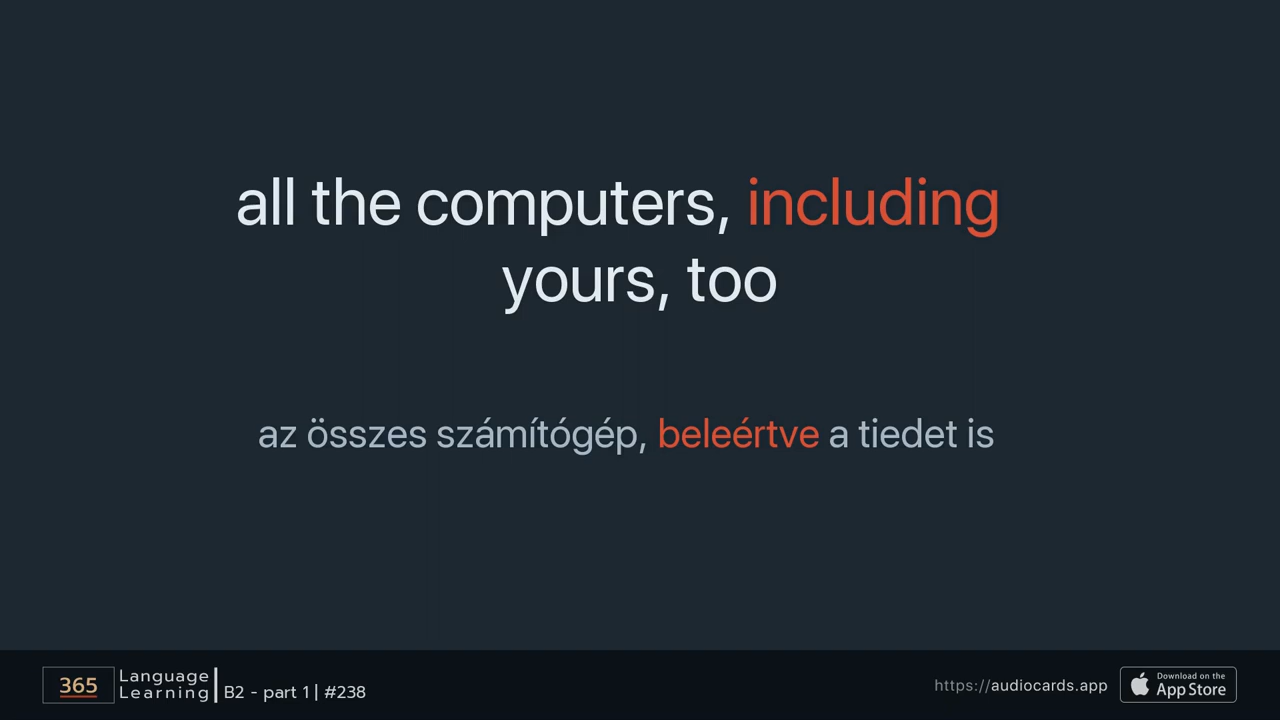 all the computers, including
yours, too
az összes számítógép, beleértve a tiedet is
365
Language
Learning
B2 - part 1 | #238
https://audiocards.app
Download on the
App Store